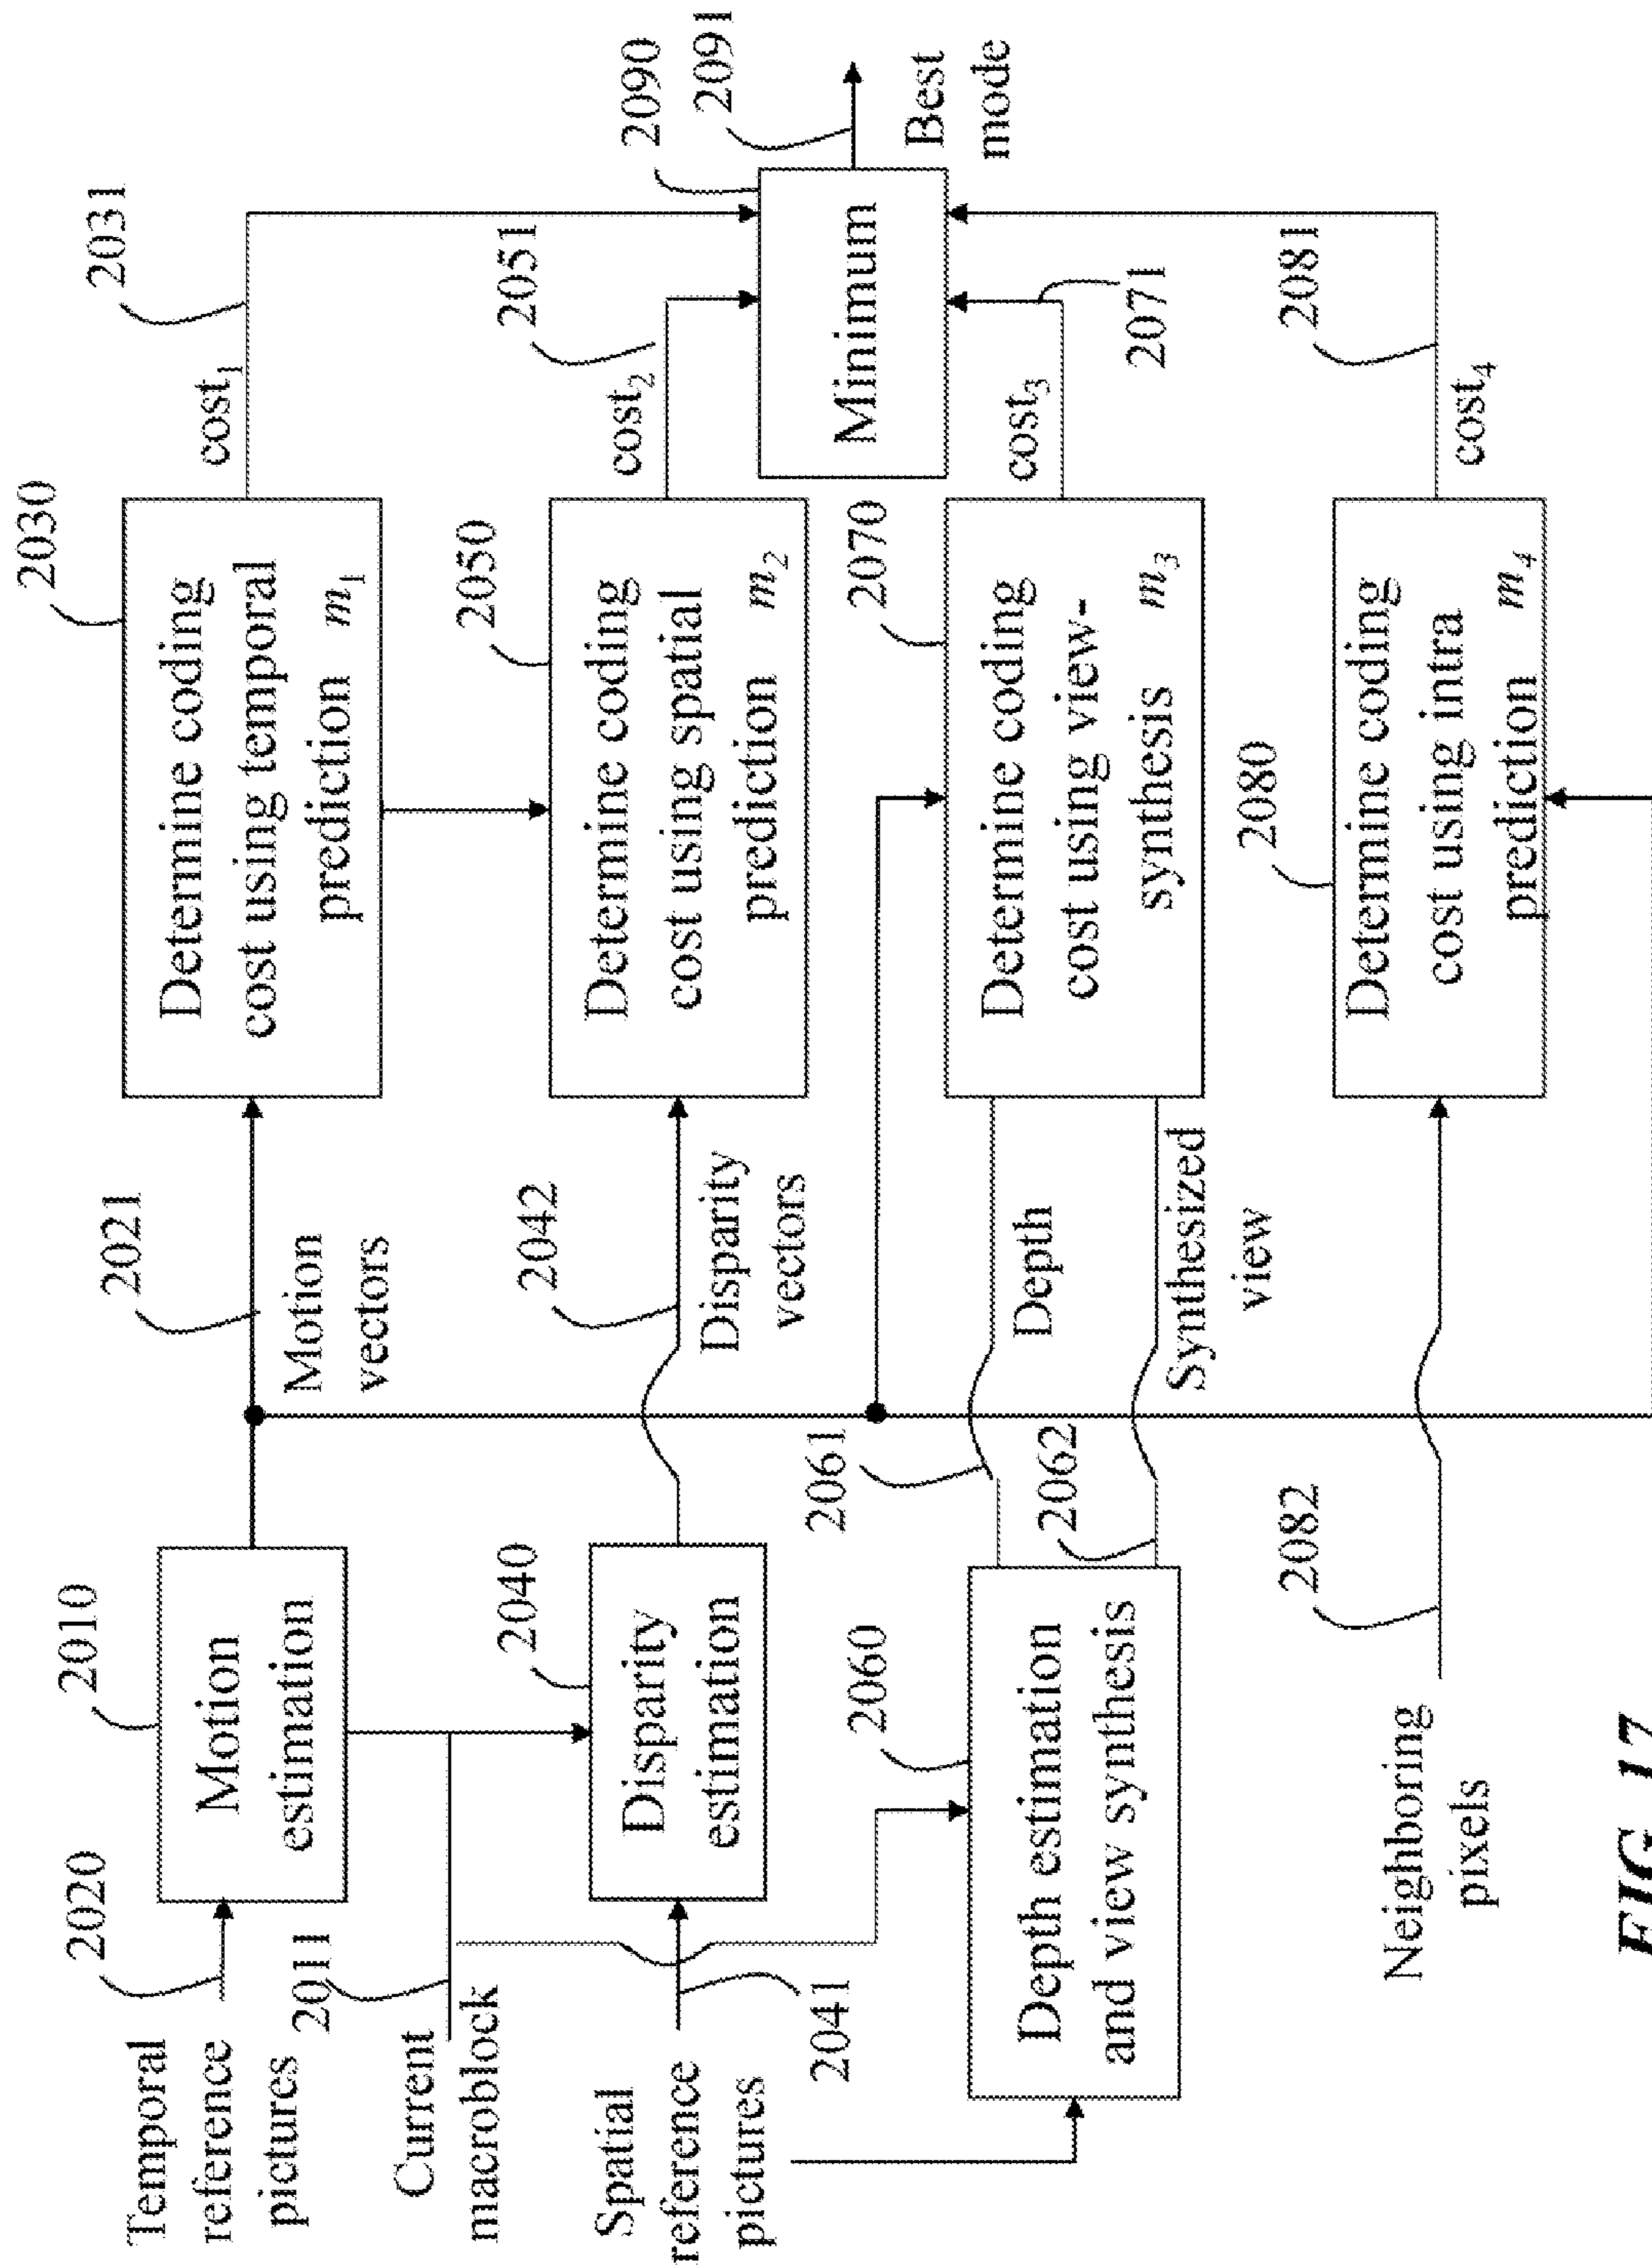 Temporal
reference
pictures
2020
Motion
estimation
2010
2011
Current
macroblock
2021
Motion
vectors
Determine coding
cost using temporal
prediction m1
2030
cost1
2031
Spatial
reference
pictures
2041
Disparity
estimation
2040
2042
Disparity
vectors
Determine coding
cost using spatial
prediction m2
2050
cost2
2051
Minimum
2090
2091
Best
mode
Depth estimation
and view synthesis
2060
2061
Depth
2062
Synthesized
view
Determine coding
cost using view-
synthesis m3
2070
cost3
2071
Neighboring
pixels
2082
Determine coding
cost using intra
prediction m4
2080
cost4
2081
FIG. 17